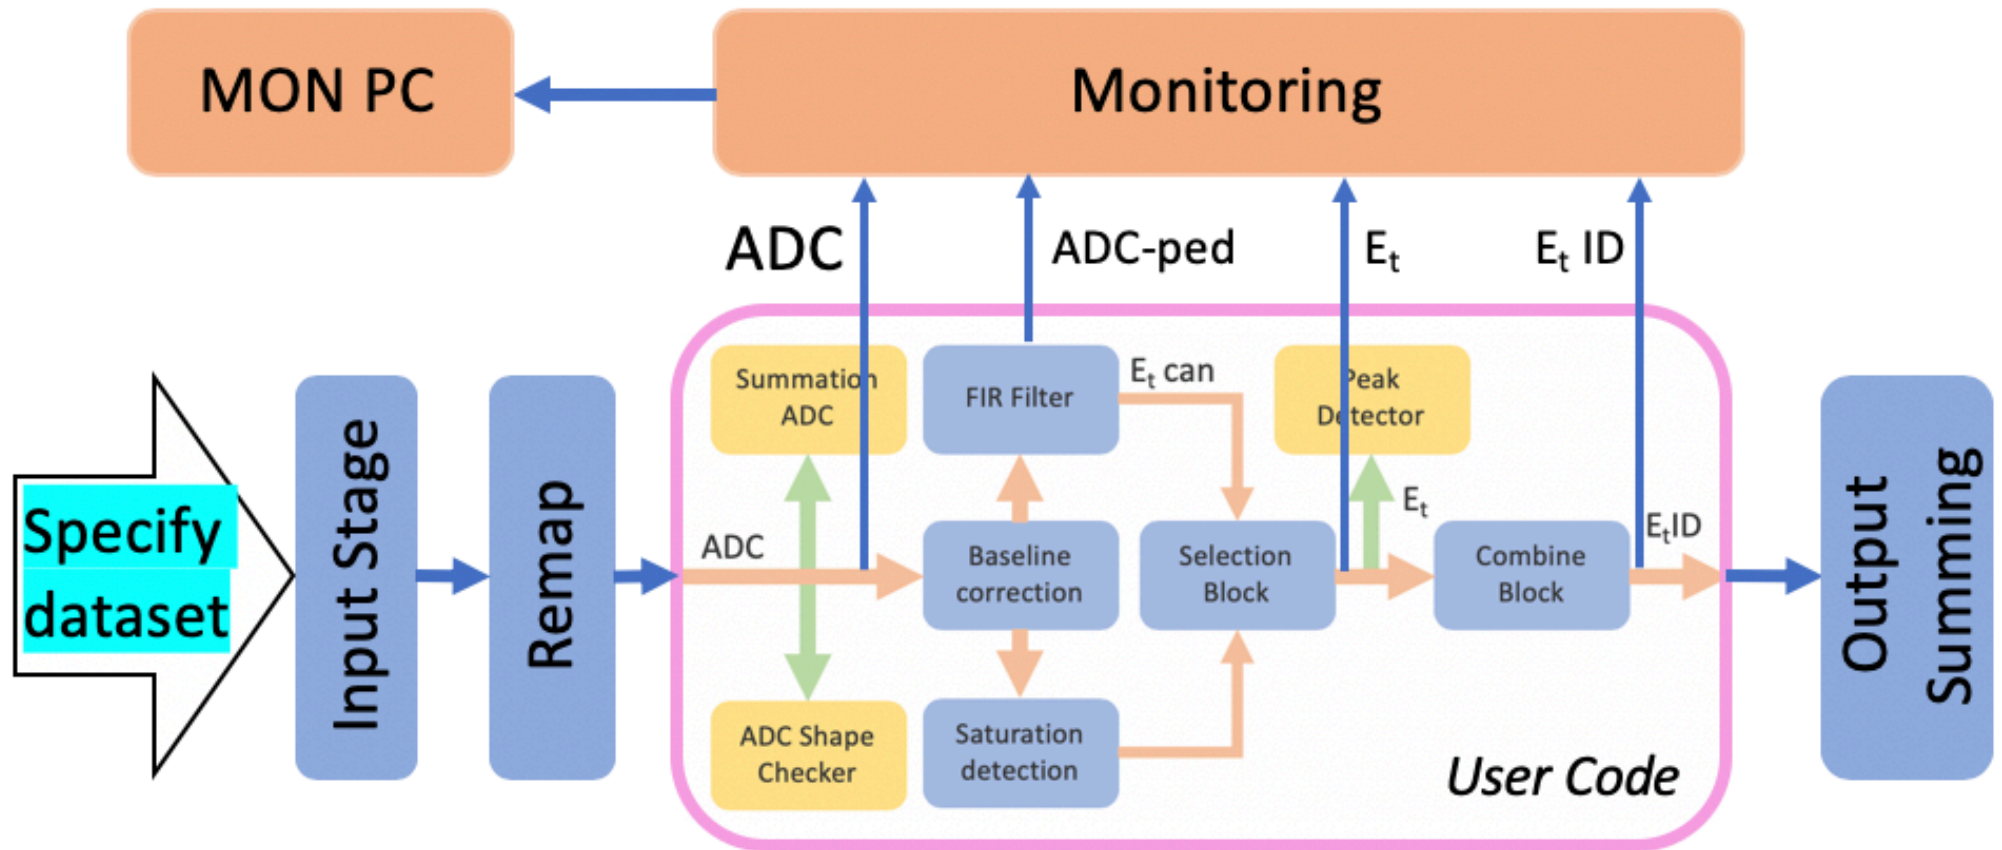 MON PC
Monitoring
ADC
ADC-ped
Et
Et ID
Specify
dataset
Input Stage
Remap
ADC
Summation
ADC
ADC Shape
Checker
FIR Filter
Et can
Baseline
correction
Saturation
detection
Selection
Block
Peak
Detector
Et
Combine
Block
EtID
User Code
Output
Summing